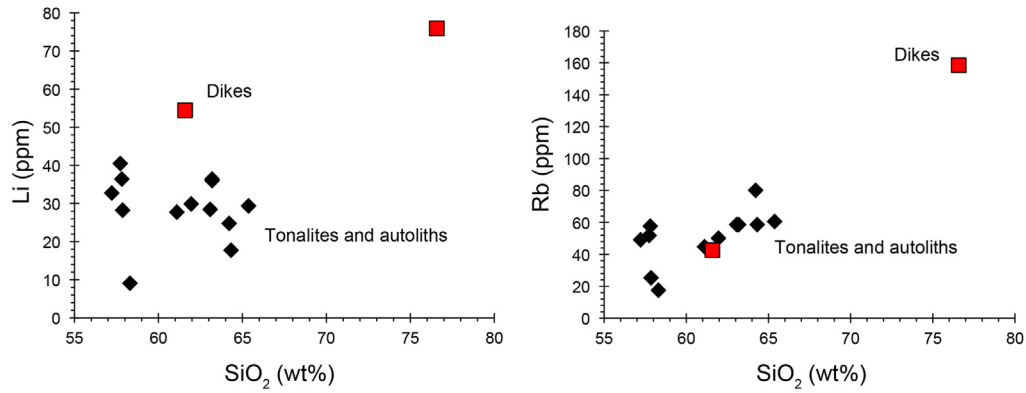 80
70
60
50
40
30
20
10
0
Li (ppm)
Dikes
Tonalites and autoliths
55 60 65 70 75 80
SiO₂ (wt%)
180
160
140
120
100
80
60
40
20
0
Rb (ppm)
Dikes
Tonalites and autoliths
55 60 65 70 75 80
SiO₂ (wt%)